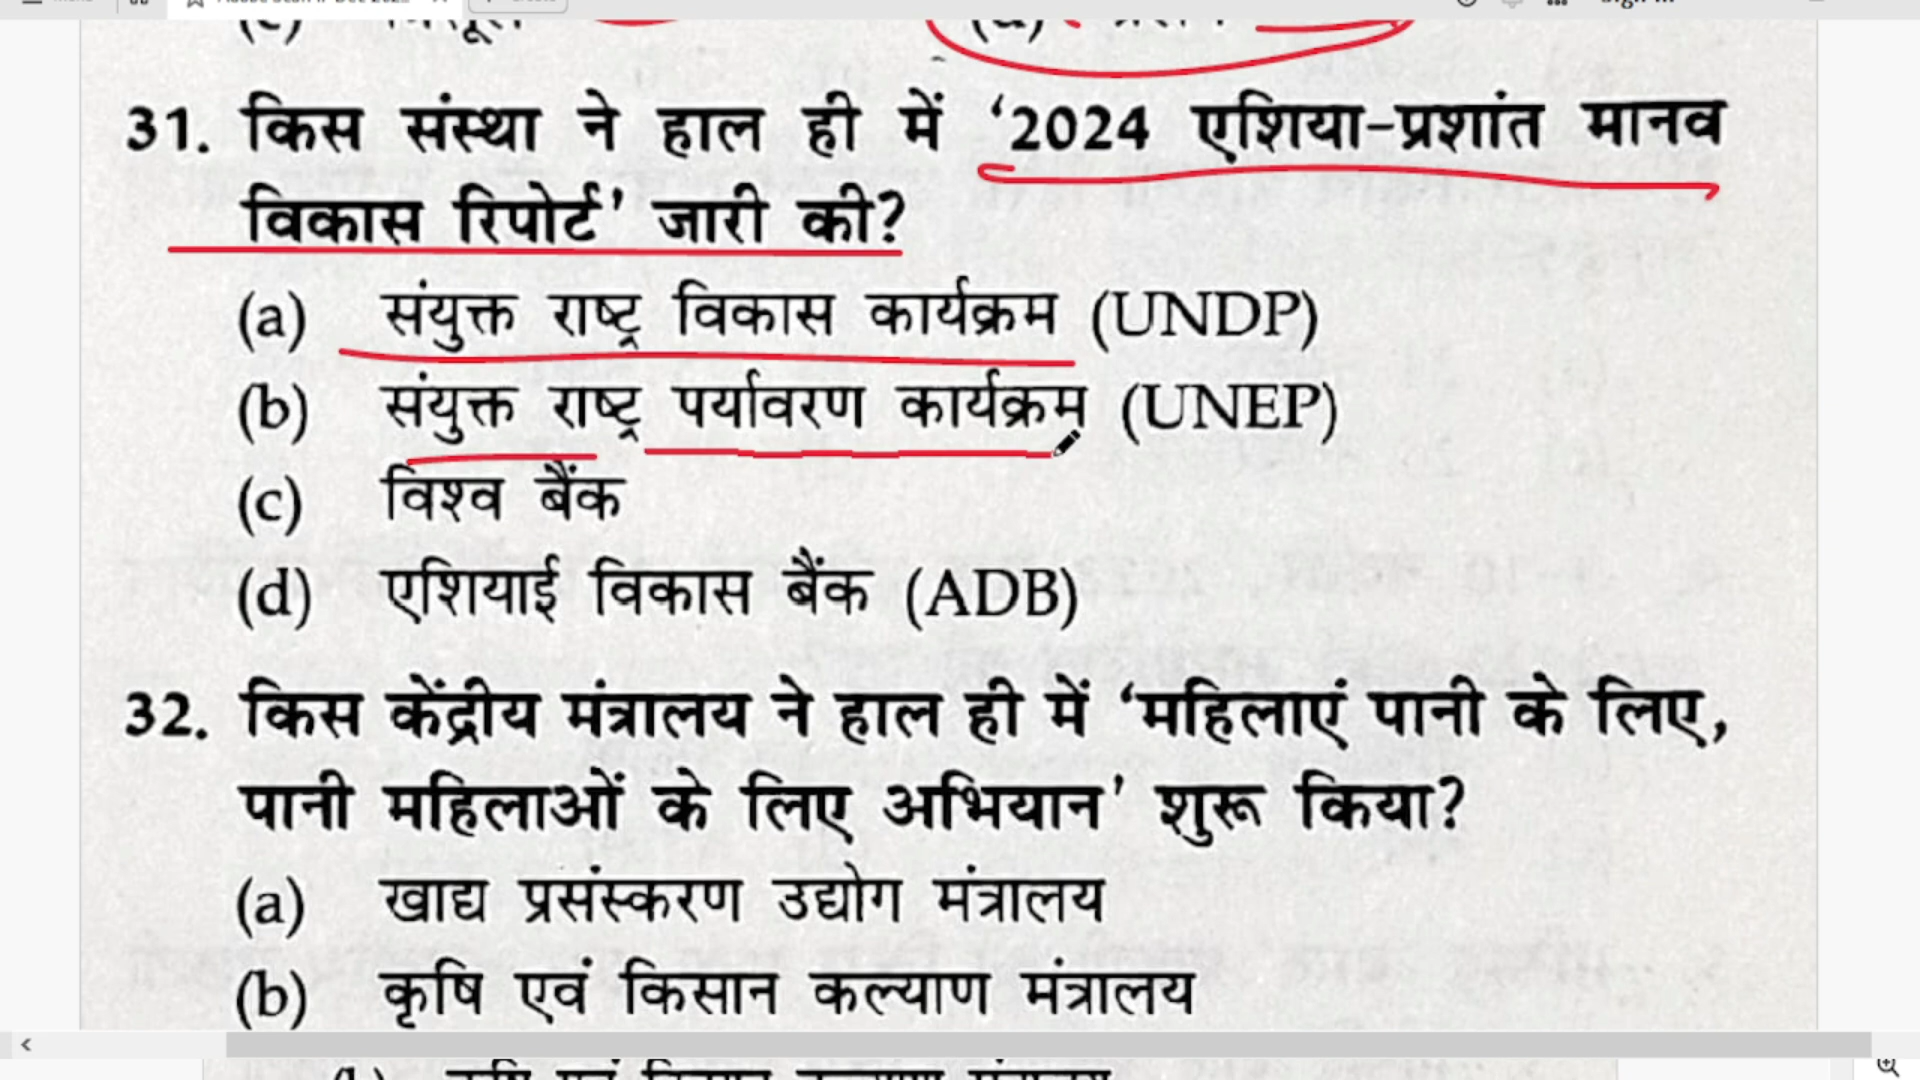 31. किस संस्था ने हाल ही में ‘2024 एशिया-प्रशांत मानव
विकास रिपोर्ट’ जारी की?
(a) संयुक्त राष्ट्र विकास कार्यक्रम (UNDP)
(b) संयुक्त राष्ट्र पर्यावरण कार्यक्रम (UNEP)
(c) विश्व बैंक
(d) एशियाई विकास बैंक (ADB)
32. किस केंद्रीय मंत्रालय ने हाल ही में ‘महिलाएं पानी के लिए,
पानी महिलाओं के लिए अभियान’ शुरू किया?
(a) खाद्य प्रसंस्करण उद्योग मंत्रालय
(b) कृषि एवं किसान कल्याण मंत्रालय